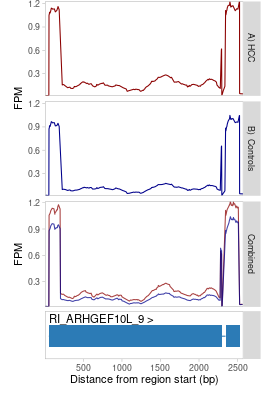 1.2
0.9
0.6
0.3
FPM
A) HCC
1.2
0.9
0.6
0.3
FPM
B) Controls
1.2
0.9
0.6
0.3
FPM
Combined
RI_ARHGEF10L_9 >
500 1000 1500 2000 2500
Distance from region start (bp)